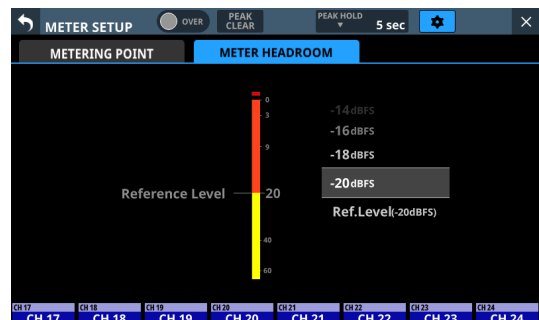 METER SETUP
OVER
PEAK CLEAR
PEAK HOLD
▼
5 sec
METERING POINT
METER HEADROOM
0
3
9
Reference Level
20
40
60
-14dBFS
-16dBFS
-18dBFS
-20dBFS
Ref.Level(-20dBFS)
CH 17 CH 18 CH 19 CH 20 CH 21 CH 22 CH 23 CH 24
CH 17 CH 18 CH 19 CH 20 CH 21 CH 22 CH 23 CH 24